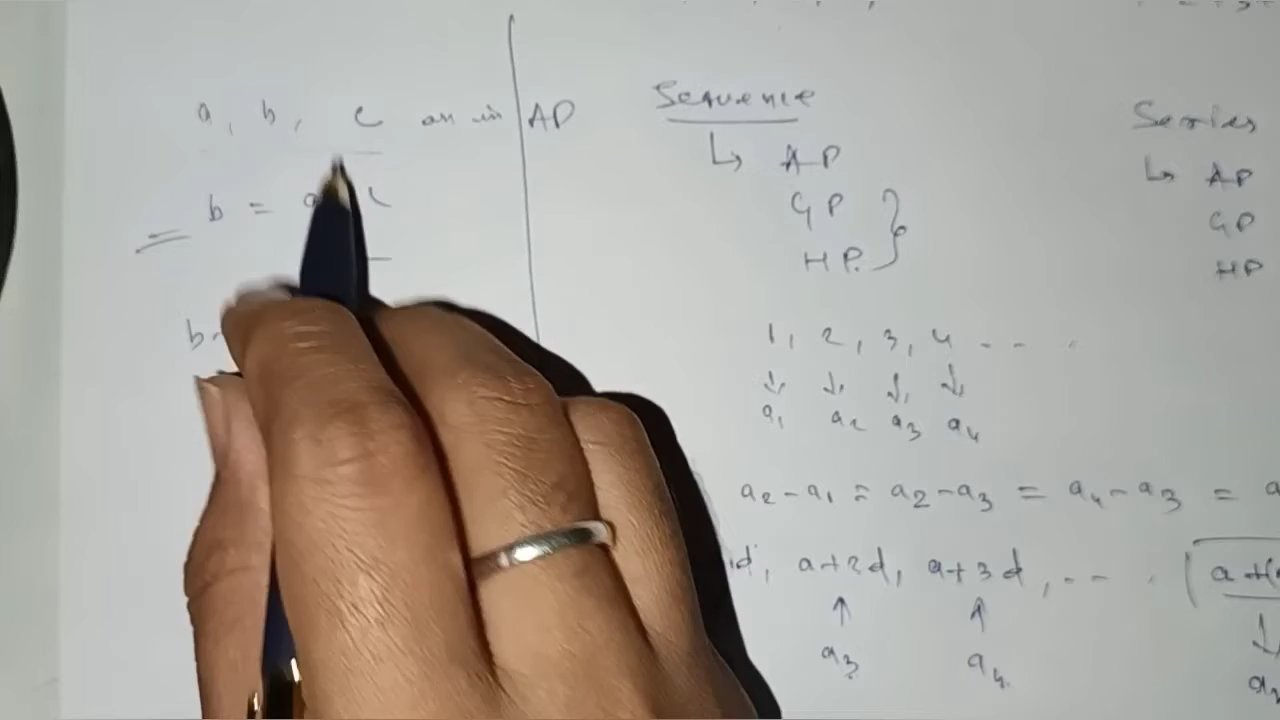 a, b, c are in AP
b = a c
b-
Sequence
↳ AP
GP
HP.
1, 2, 3, 4 - - .
↓ ↓ ↓ ↓
a₁ a₂ a₃ a₄
a₂-a₁ = a₂-a₃ = a₄-a₃ = a
d, a+2d, a+3d, -- . a+(
↑ ↑ ↓
a₃ a₄.
Series
↳ AP
GP
HP